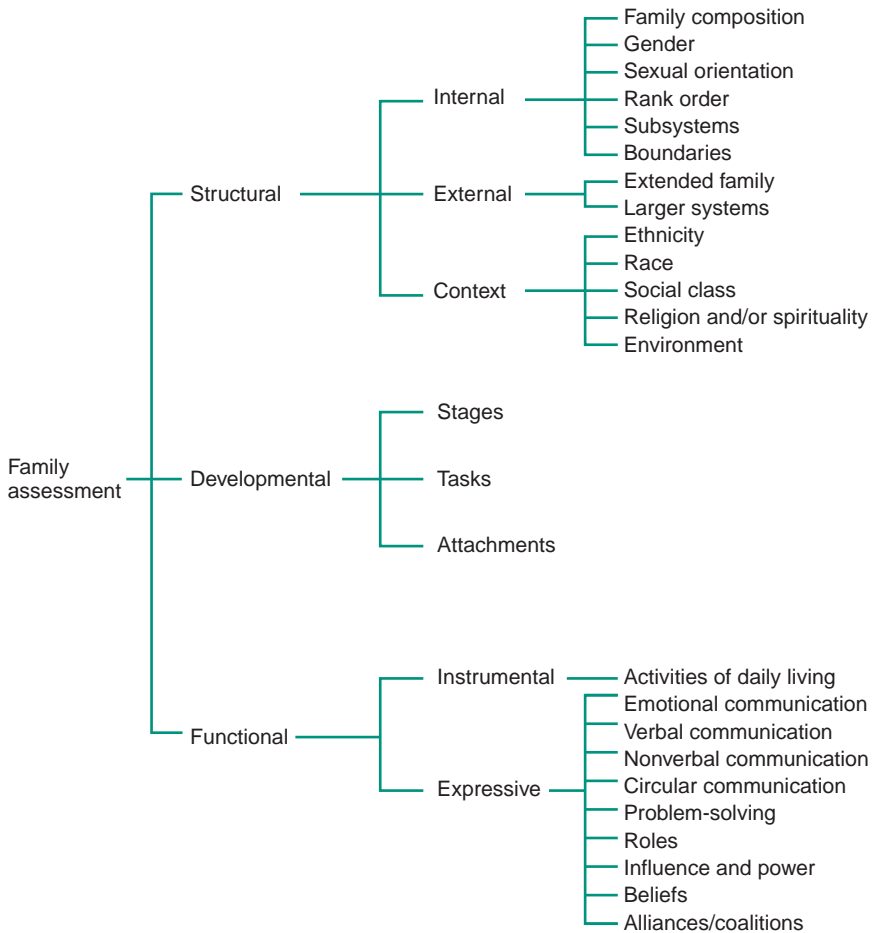 Family
assessment
Structural
Internal
Family composition
Gender
Sexual orientation
Rank order
Subsystems
Boundaries
External
Extended family
Larger systems
Context
Ethnicity
Race
Social class
Religion and/or spirituality
Environment
Developmental
Stages
Tasks
Attachments
Functional
Instrumental
Activities of daily living
Expressive
Emotional communication
Verbal communication
Nonverbal communication
Circular communication
Problem-solving
Roles
Influence and power
Beliefs
Alliances/coalitions